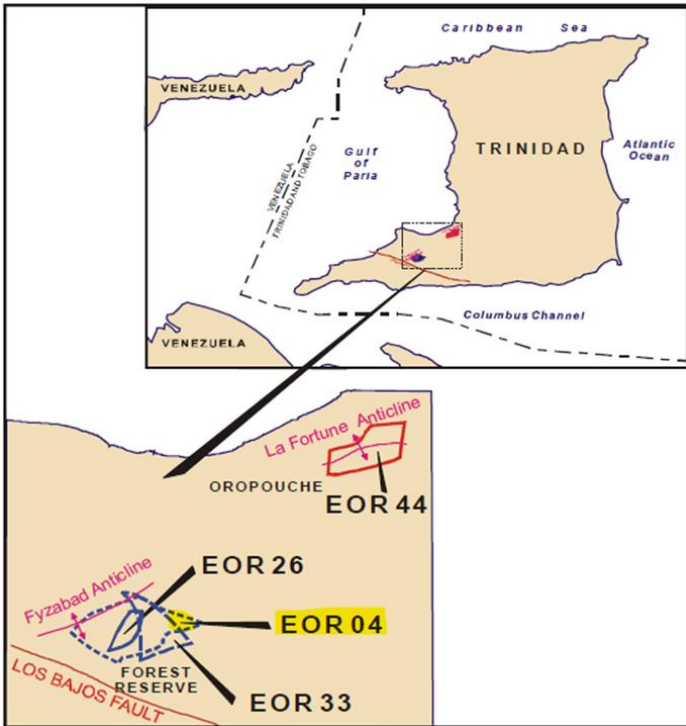 Caribbean Sea
VENEZUELA
TRINIDAD
Atlantic
Ocean
Gulf
of
Paria
VENEZUELA
TRINIDAD AND TOBAGO
Columbus Channel
VENEZUELA
La Fortune Anticline
OROPOUCHE
EOR 44
EOR 26
Fyzabad Anticline
EOR 04
FOREST
RESERVE
EOR 33
LOS BAJOS FAULT